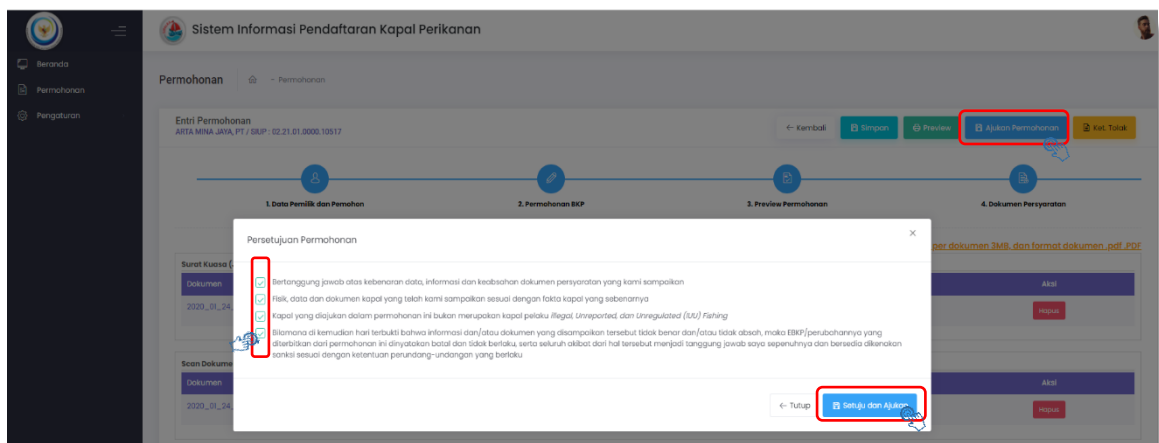 Sistem Informasi Pendaftaran Kapal Perikanan
Beranda
Permohonan
Pengaturan
Permohonan - Permohonan
Entri Permohonan
ARTA MINA JAYA, PT / SIUP : 02.21.01.0000.10517
← Kembali Simpan Preview Ajukan Permohonan Ket. Tolak
1. Data Pemilik dan Pemohon 2. Permohonan BKP 3. Preview Permohonan 4. Dokumen Persyaratan
Persetujuan Permohonan ×
per dokumen 3MB, dan format dokumen .pdf .PDF
Surat Kuasa (
Dokumen Aksi
2020_01_24_ Hapus
Bertanggung jawab atas kebenaran data, informasi dan keabsahan dokumen persyaratan yang kami sampaikan
Fisik, data dan dokumen kapal yang telah kami sampaikan sesuai dengan fakta kapal yang sebenarnya
Kapal yang diajukan dalam permohonan ini bukan merupakan kapal pelaku Illegal, Unreported, dan Unregulated (IUU) Fishing
Bilamana di kemudian hari terbukti bahwa informasi dan/atau dokumen yang disampaikan tersebut tidak benar dan/atau tidak absah, maka EBKP/perubahannya yang
diterbitkan dari permohonan ini dinyatakan batal dan tidak berlaku, serta seluruh akibat dari hal tersebut menjadi tanggung jawab saya sepenuhnya dan bersedia dikenakan
sanksi sesuai dengan ketentuan perundang-undangan yang berlaku
Scan Dokume
Dokumen Aksi
2020_01_24_ Hapus
← Tutup Setuju dan Ajukan